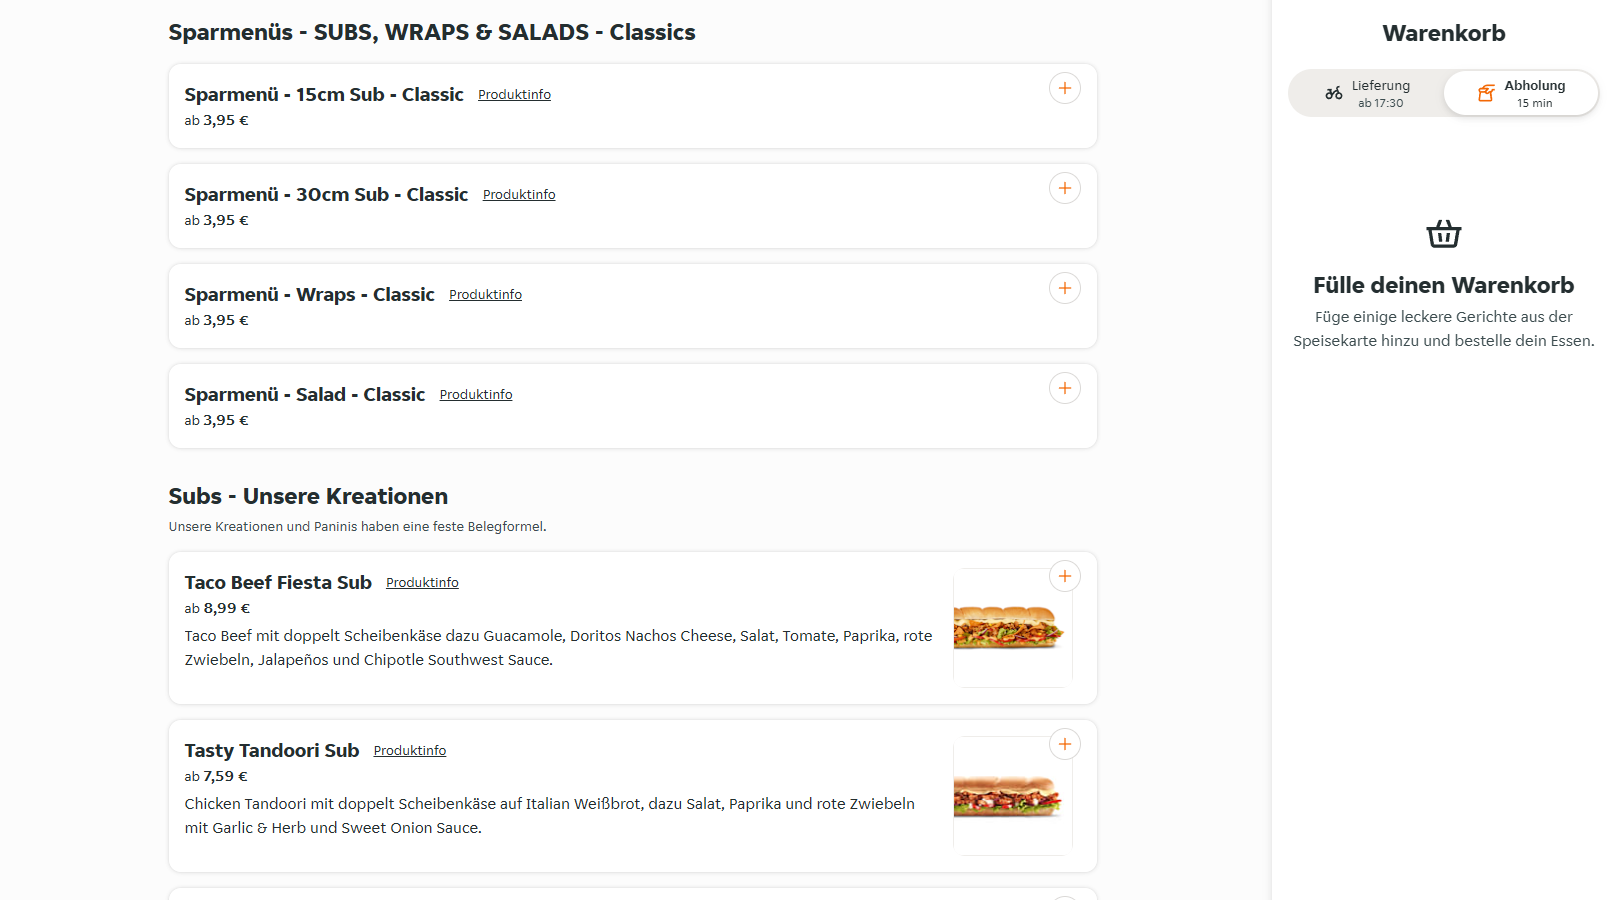 Sparmenüs - SUBS, WRAPS & SALADS - Classics
Sparmenü - 15cm Sub - Classic Produktinfo
ab 3,95 €
Sparmenü - 30cm Sub - Classic Produktinfo
ab 3,95 €
Sparmenü - Wraps - Classic Produktinfo
ab 3,95 €
Sparmenü - Salad - Classic Produktinfo
ab 3,95 €
Subs - Unsere Kreationen
Unsere Kreationen und Paninis haben eine feste Belegformel.
Taco Beef Fiesta Sub Produktinfo
ab 8,99 €
Taco Beef mit doppelt Scheibenkäse dazu Guacamole, Doritos Nachos Cheese, Salat, Tomate, Paprika, rote
Zwiebeln, Jalapeños und Chipotle Southwest Sauce.
Tasty Tandoori Sub Produktinfo
ab 7,59 €
Chicken Tandoori mit doppelt Scheibenkäse auf Italian Weißbrot, dazu Salat, Paprika und rote Zwiebeln
mit Garlic & Herb und Sweet Onion Sauce.
Warenkorb
Lieferung
ab 17:30
Abholung
15 min
Fülle deinen Warenkorb
Füge einige leckere Gerichte aus der
Speisekarte hinzu und bestelle dein Essen.